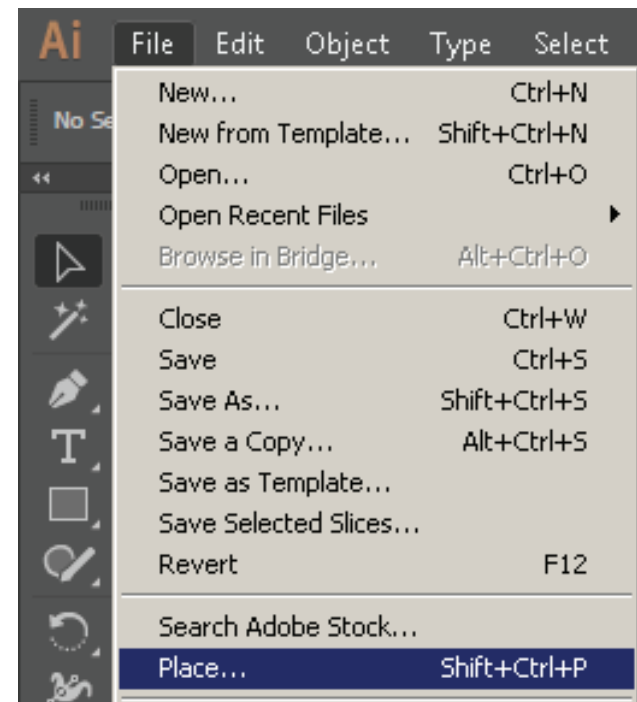 Ai File Edit Object Type Select
No Se
New... Ctrl+N
New from Template... Shift+Ctrl+N
Open... Ctrl+O
Open Recent Files
Browse in Bridge... Alt+Ctrl+O
Close Ctrl+W
Save Ctrl+S
Save As... Shift+Ctrl+S
Save a Copy... Alt+Ctrl+S
Save as Template...
Save Selected Slices...
Revert F12
Search Adobe Stock...
Place... Shift+Ctrl+P